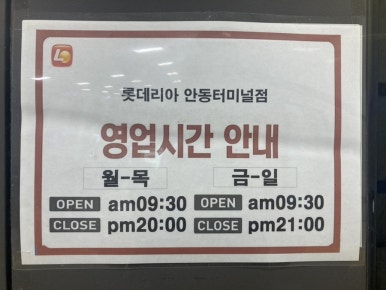 L
롯데리아 안동터미널점
영업시간 안내
월-목 금-일
OPEN am09:30 OPEN am09:30
CLOSE pm20:00 CLOSE pm21:00